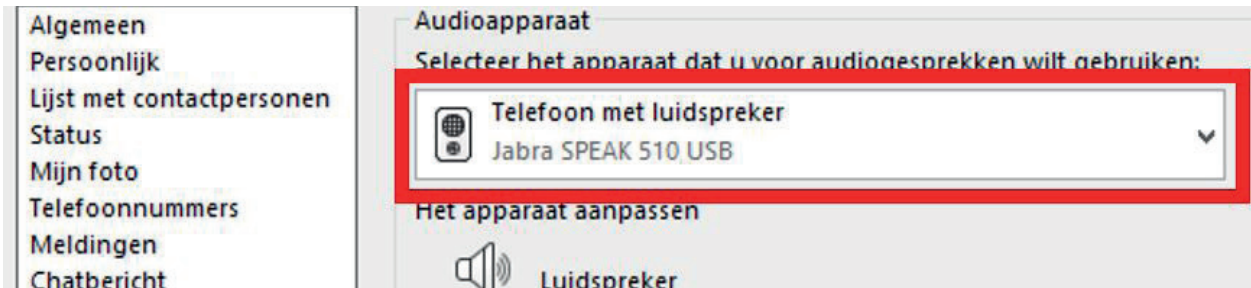 Algemeen
Persoonlijk
Lijst met contactpersonen
Status
Mijn foto
Telefoonnummers
Meldingen
Chatbericht
Audioapparaat
Selecteer het apparaat dat u voor audiogesprekken wilt gebruiken:
Telefoon met luidspreker
Jabra SPEAK 510 USB
Het apparaat aanpassen
Luidspreker